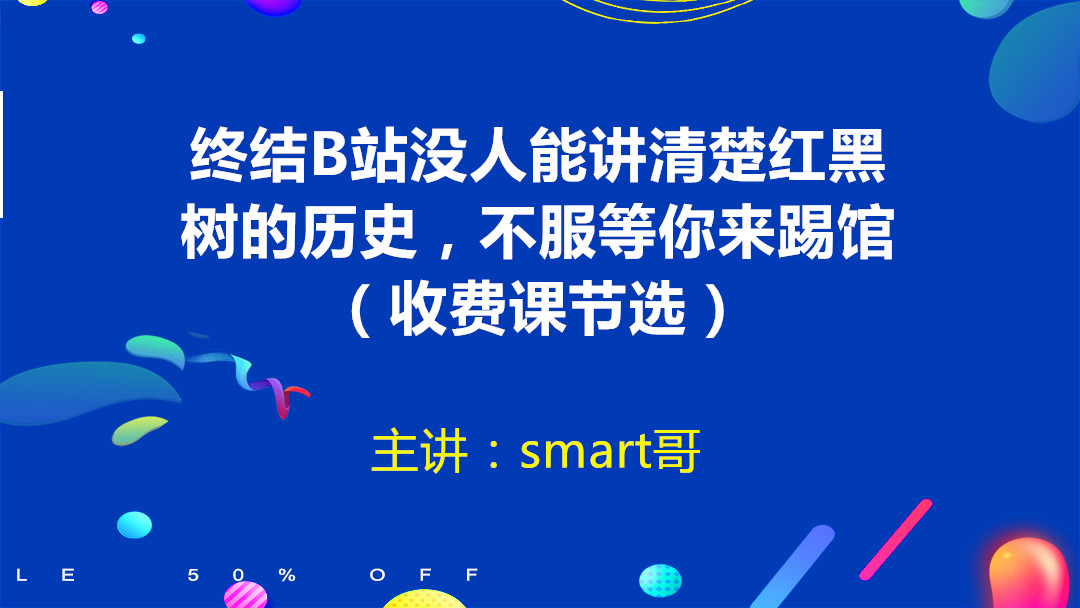 终结B站没人能讲清楚红黑
树的历史，不服等你来踢馆
（收费课节选）
主讲：smart哥
LE 50% OFF